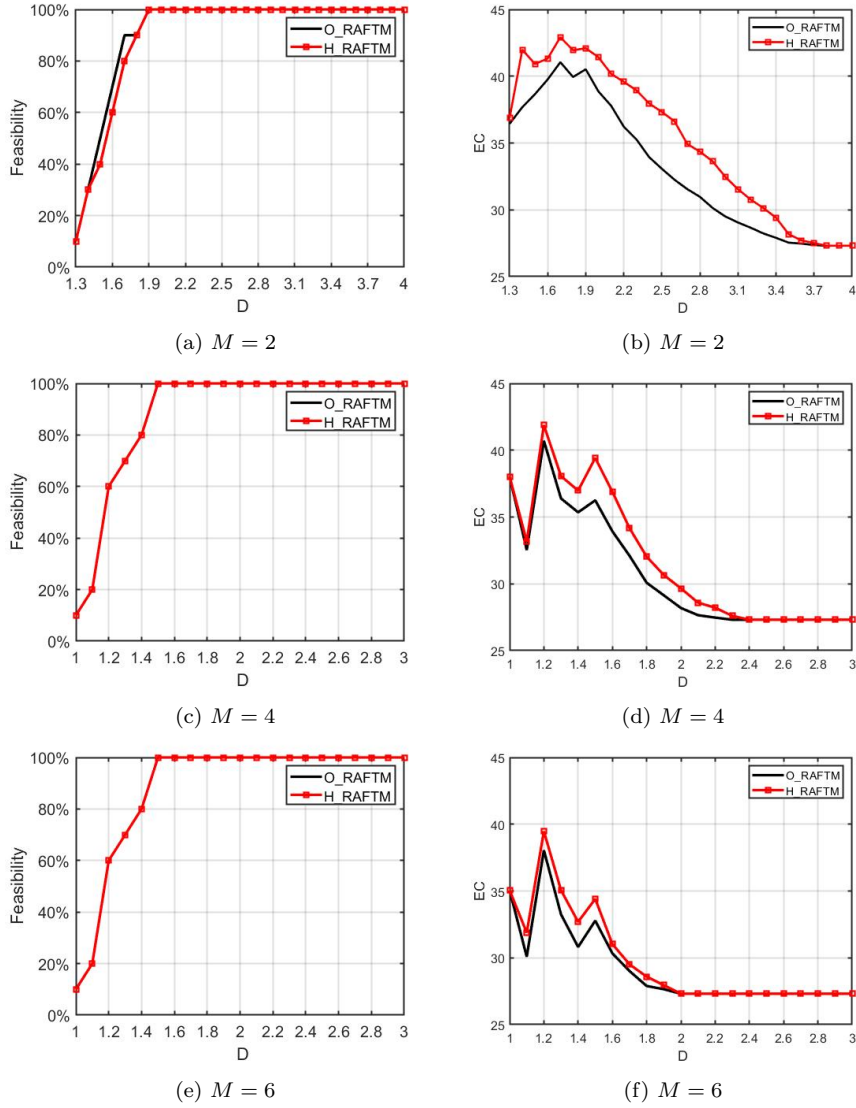 100%
80%
60%
40%
20%
0%
Feasibility
1.3 1.6 1.9 2.2 2.5 2.8 3.1 3.4 3.7 4
D
O_RAFTM
H_RAFTM
(a) M = 2
45
40
35
30
25
EC
1.3 1.6 1.9 2.2 2.4 2.8 3.1 3.4 3.7 4
D
O_RAFTM
H_RAFTM
(b) M = 2
100%
80%
60%
40%
20%
0%
Feasibility
1 1.2 1.4 1.6 1.8 2 2.2 2.4 2.6 2.8 3
D
O_RAFTM
H_RAFTM
(c) M = 4
45
40
35
30
25
EC
1 1.2 1.4 1.6 1.8 2 2.2 2.4 2.6 2.8 3
D
O_RAFTM
H_RAFTM
(d) M = 4
100%
80%
60%
40%
20%
0%
Feasibility
1 1.2 1.4 1.6 1.8 2 2.2 2.4 2.6 2.8 3
D
O_RAFTM
H_RAFTM
(e) M = 6
45
40
35
30
25
EC
1 1.2 1.4 1.6 1.8 2 2.2 2.4 2.6 2.8 3
D
O_RAFTM
H_RAFTM
(f) M = 6